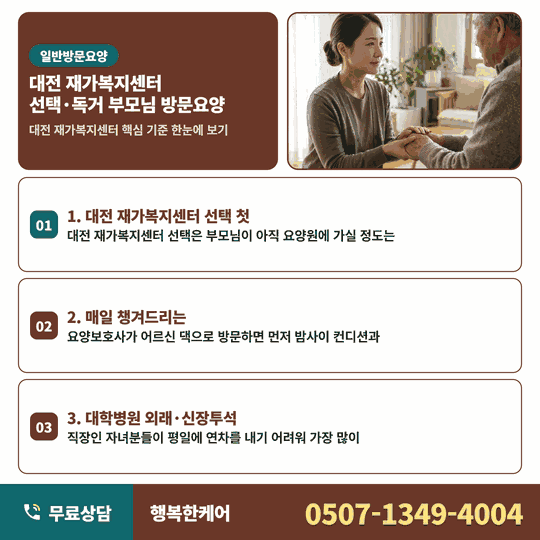 일반방문요양
대전 재가복지센터
선택·독거 부모님 방문요양
대전 재가복지센터 핵심 기준 한눈에 보기
01
1. 대전 재가복지센터 선택 첫
대전 재가복지센터 선택은 부모님이 아직 요양원에 가실 정도는
02
2. 매일 챙겨드리는
요양보호사가 어르신 댁으로 방문하면 먼저 밤사이 컨디션과
03
3. 대학병원 외래·신장투석
직장인 자녀분들이 평일에 연차를 내기 어려워 가장 많이
무료상담
행복한케어
0507-1349-4004